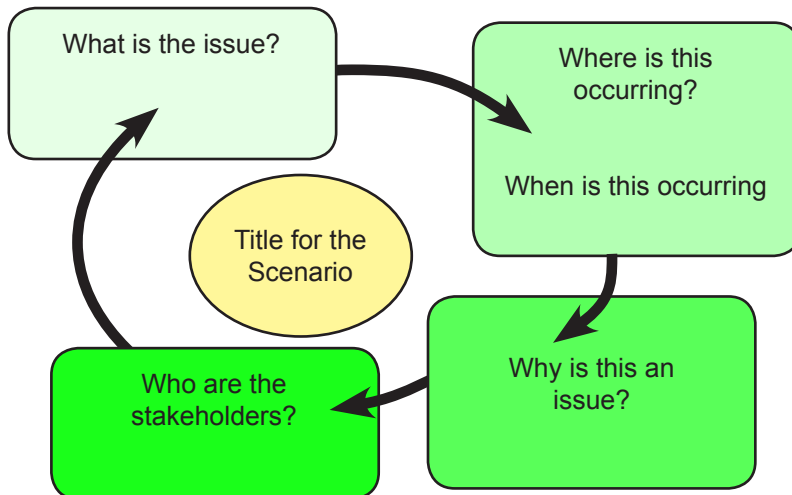 What is the issue?
Where is this
occurring?
When is this occurring
Title for the
Scenario
Why is this an
issue?
Who are the
stakeholders?